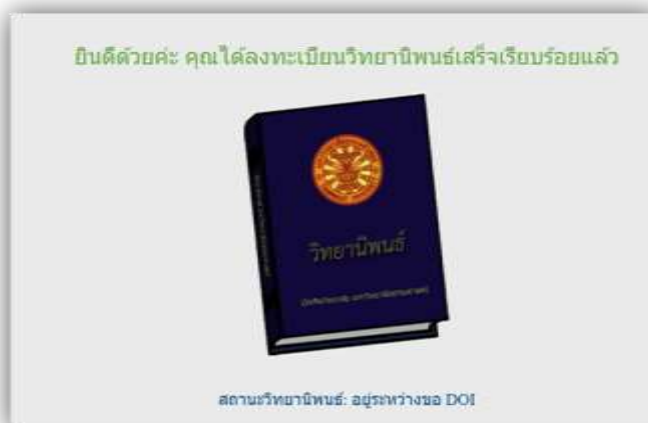 ยินดีด้วยค่ะ คุณได้ลงทะเบียนวิทยานิพนธ์เสร็จเรียบร้อยแล้ว
วิทยานิพนธ์
สถานะวิทยานิพนธ์: อยู่ระหว่างขอ DOI